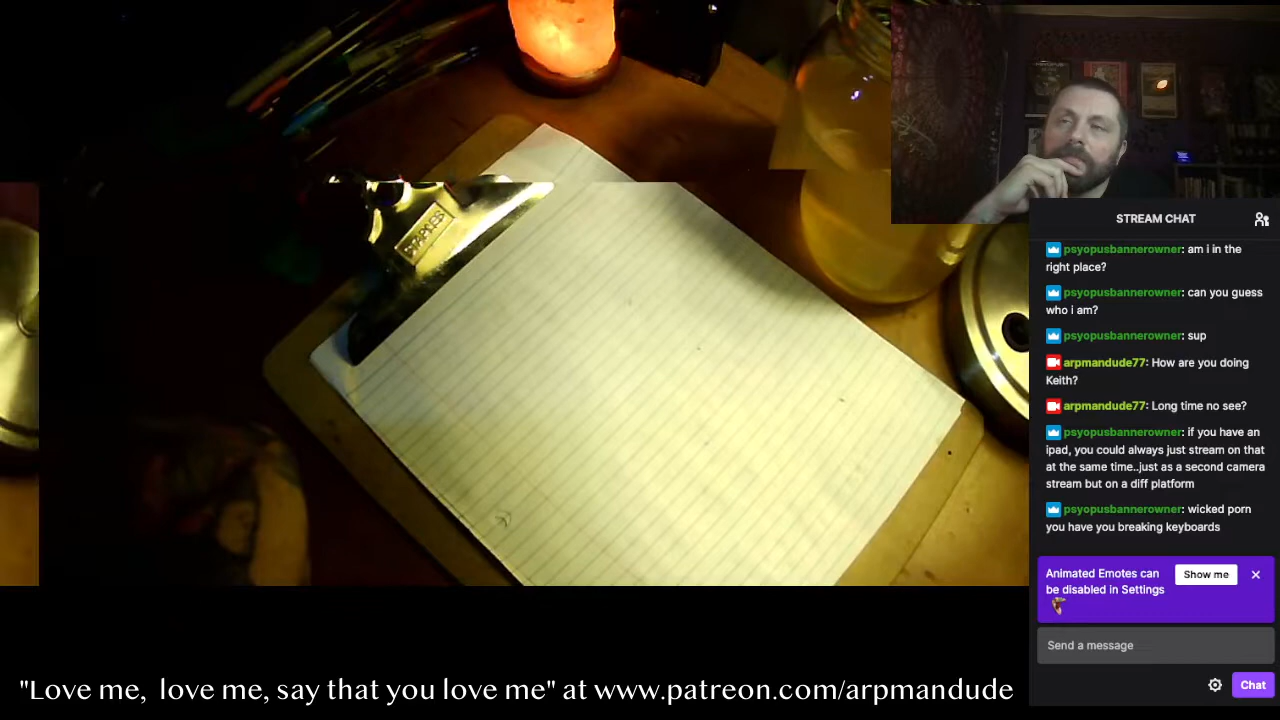 STAPLES
STREAM CHAT
psyopusbannerowner: am i in the
right place?
psyopusbannerowner: can you guess
who i am?
psyopusbannerowner: sup
arpmandude77: How are you doing
Keith?
arpmandude77: Long time no see?
psyopusbannerowner: if you have an
ipad, you could always just stream on that
at the same time..just as a second camera
stream but on a diff platform
psyopusbannerowner: wicked porn
you have you breaking keyboards
Animated Emotes can
be disabled in Settings
Show me
Send a message
Chat
"Love me,  love me, say that you love me" at www.patreon.com/arpmandude